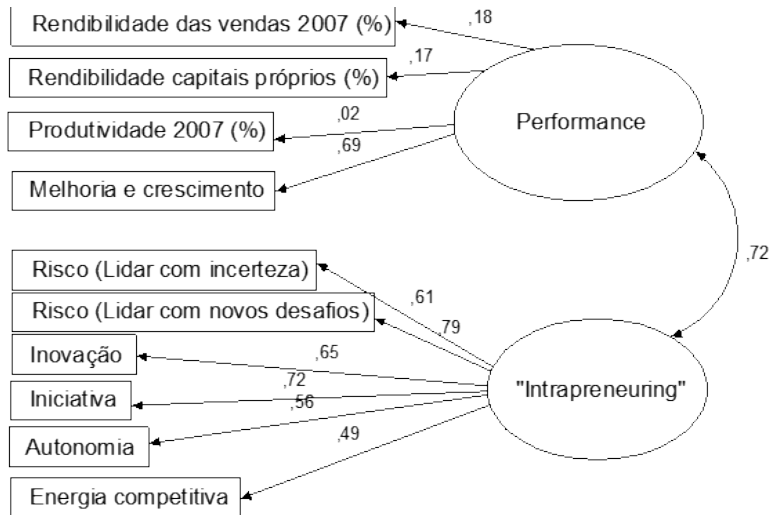 Rendibilidade das vendas 2007 (%)
,18
Rendibilidade capitais próprios (%)
,17
Produtividade 2007 (%)
,02
Performance
,69
Melhoria e crescimento
,72
Risco (Lidar com incerteza)
,61
Risco (Lidar com novos desafios)
,79
Inovação
,65
"Intrapreneuring"
Iniciativa
,72
,56
Autonomia
,49
Energia competitiva